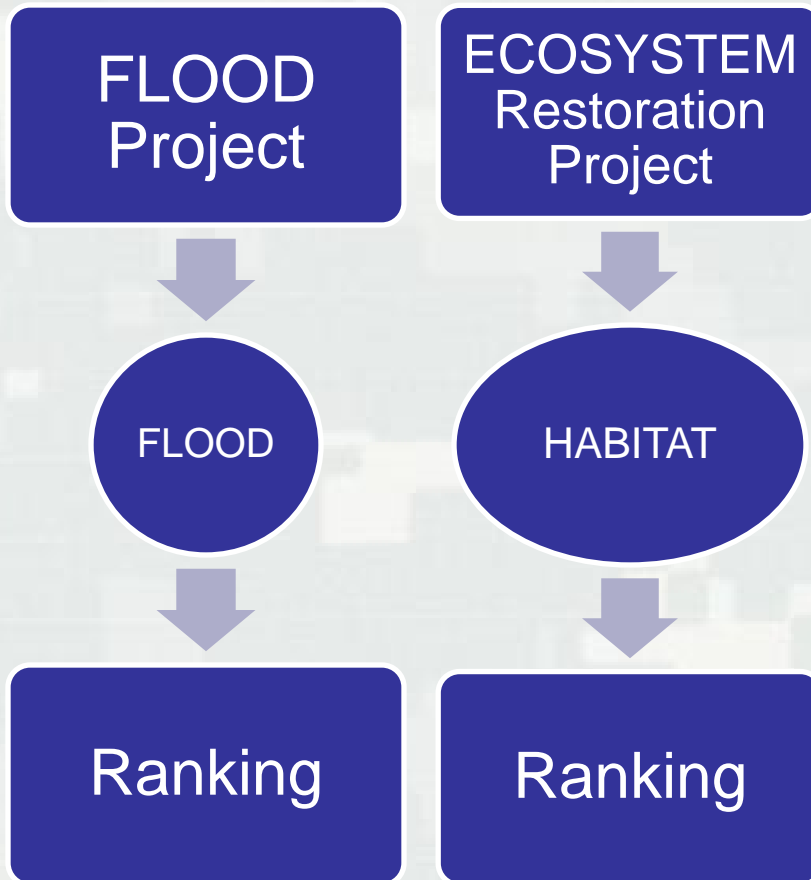 FLOOD
Project
ECOSYSTEM
Restoration
Project
FLOOD
HABITAT
Ranking
Ranking